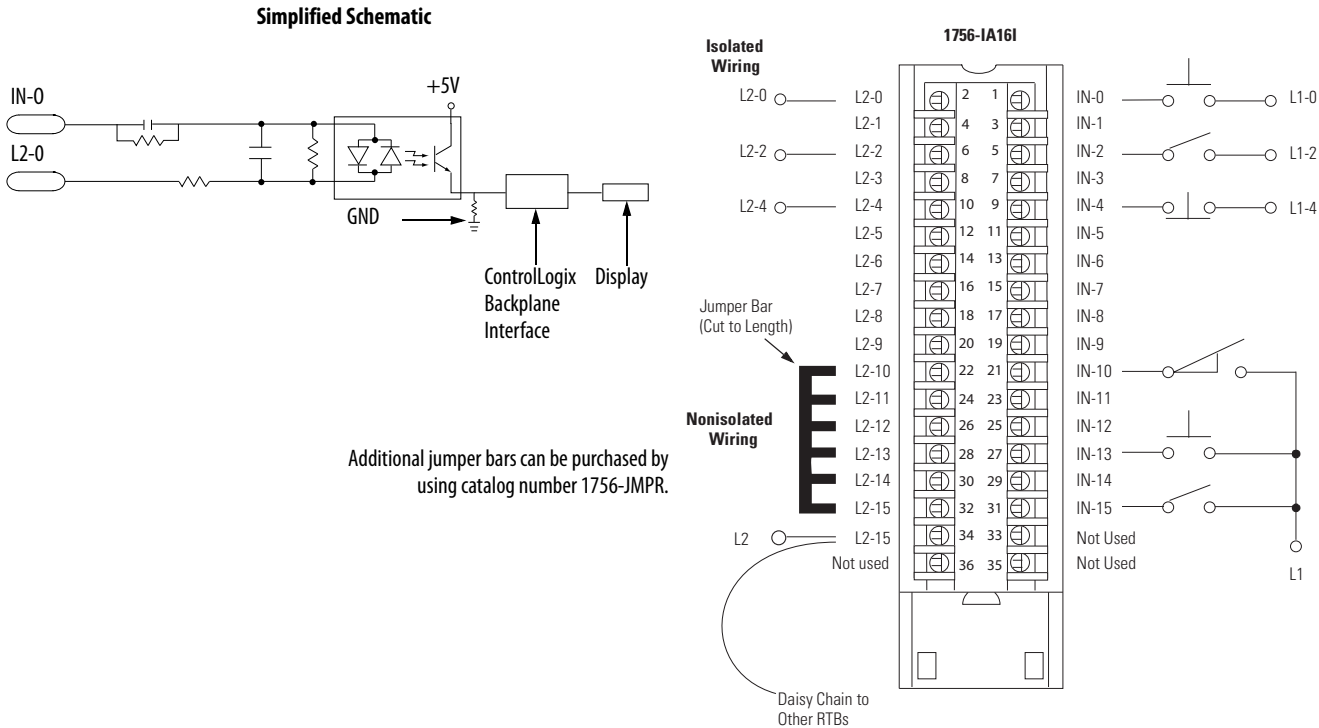 Simplified Schematic
IN-0
L2-0
+5V
GND
ControlLogix
Backplane
Interface
Display
Additional jumper bars can be purchased by
using catalog number 1756-JMPR.
1756-IA16I
Isolated
Wiring
L2-0 L2-0 2 1 IN-0 L1-0
L2-1 4 3 IN-1
L2-2 L2-2 6 5 IN-2 L1-2
L2-3 8 7 IN-3
L2-4 L2-4 10 9 IN-4 L1-4
L2-5 12 11 IN-5
L2-6 14 13 IN-6
L2-7 16 15 IN-7
Jumper Bar
(Cut to Length)
L2-8 18 17 IN-8
L2-9 20 19 IN-9
L2-10 22 21 IN-10
L2-11 24 23 IN-11
Nonisolated
Wiring
L2-12 26 25 IN-12
L2-13 28 27 IN-13
L2-14 30 29 IN-14
L2-15 32 31 IN-15
L2 L2-15 34 33 Not Used
Not used 36 35 Not Used
L1
Daisy Chain to
Other RTBs